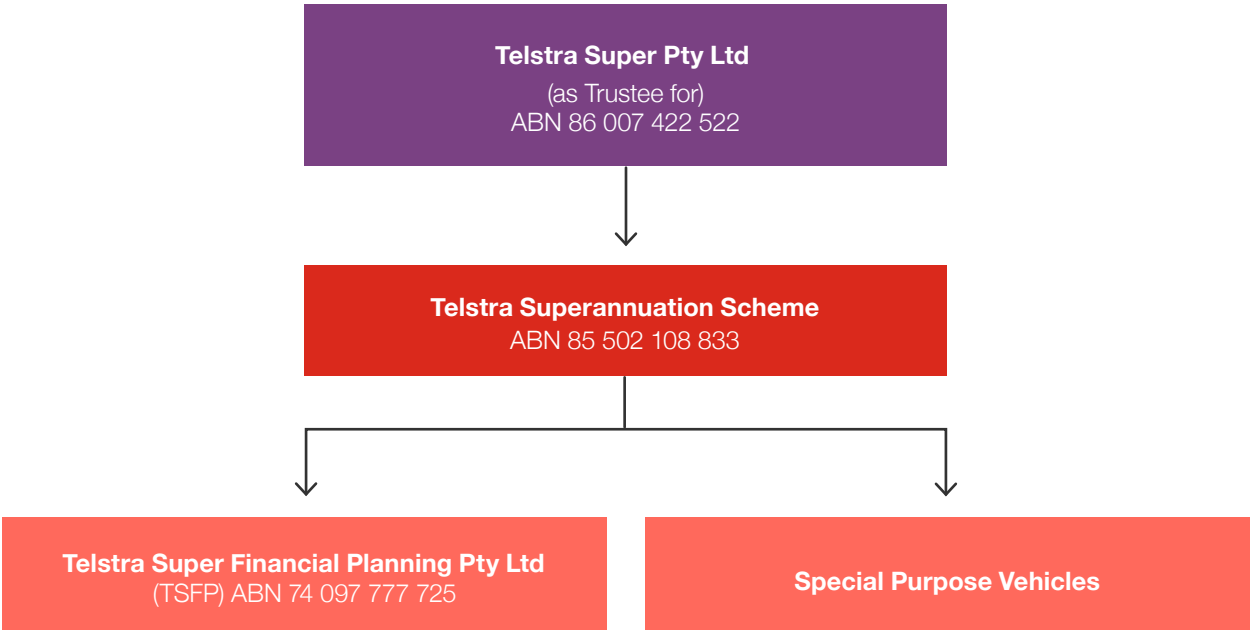 Telstra Super Pty Ltd
(as Trustee for)
ABN 86 007 422 522
Telstra Superannuation Scheme
ABN 85 502 108 833
Telstra Super Financial Planning Pty Ltd
(TSFP) ABN 74 097 777 725
Special Purpose Vehicles